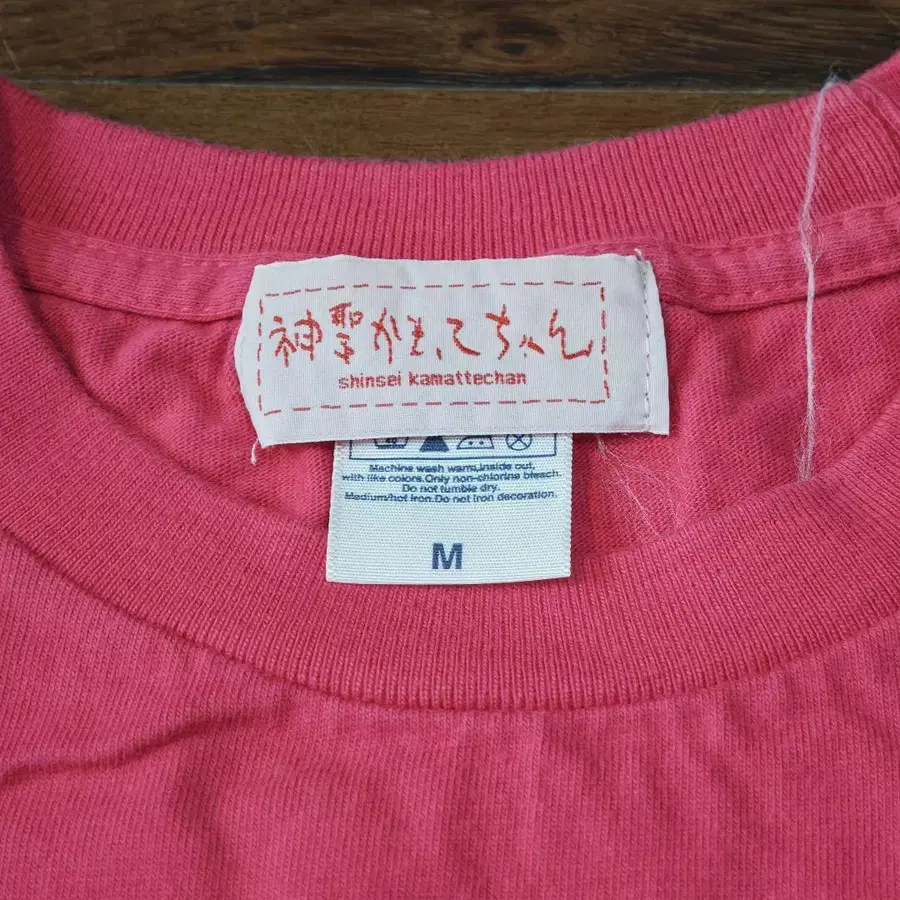 神聖かまってちゃん
shinsei kamattechan
Machine wash warm,inside out,
with like colors.Only non-chlorine bleach.
Do not tumble dry.
Medium/hot iron.Do not iron decoration.
M